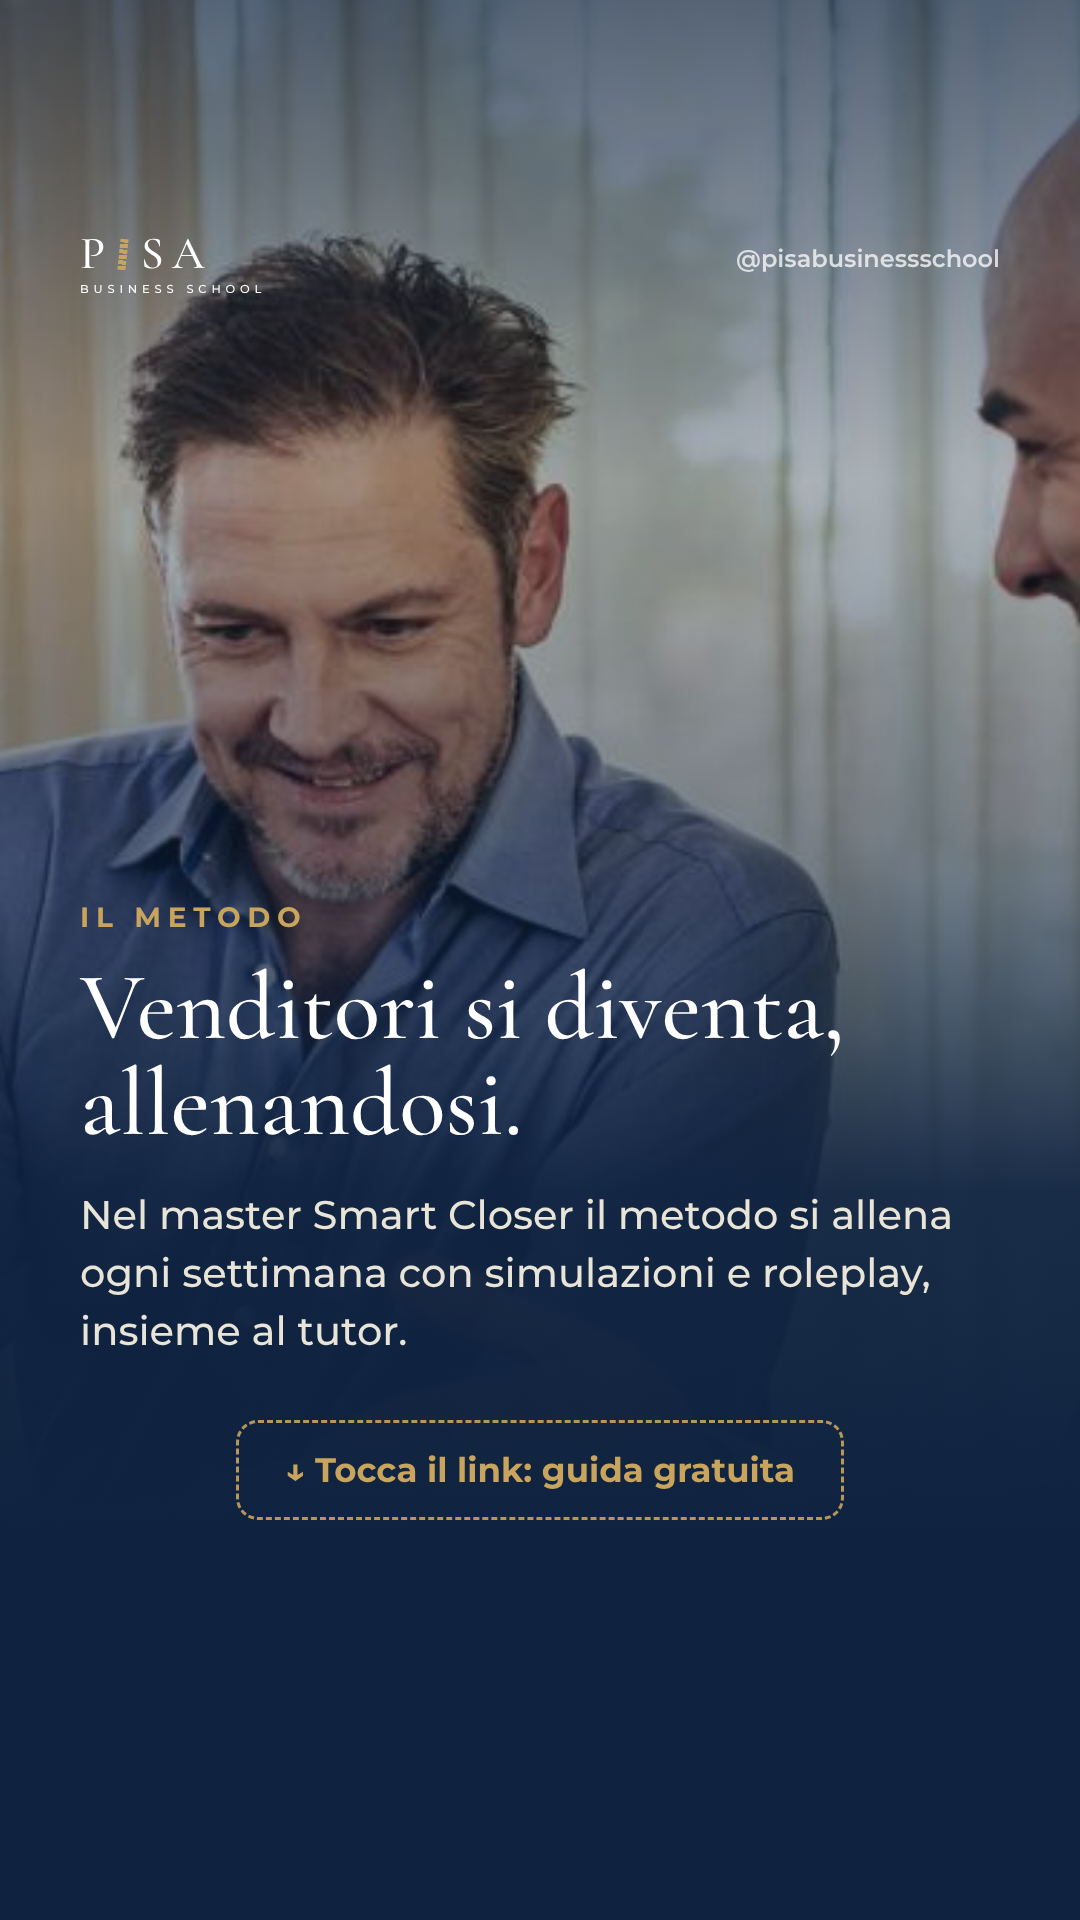 PISA
BUSINESS SCHOOL
@pisabusinessschool
IL METODO
Venditori si diventa,
allenandosi.
Nel master Smart Closer il metodo si allena
ogni settimana con simulazioni e roleplay,
insieme al tutor.
↓ Tocca il link: guida gratuita